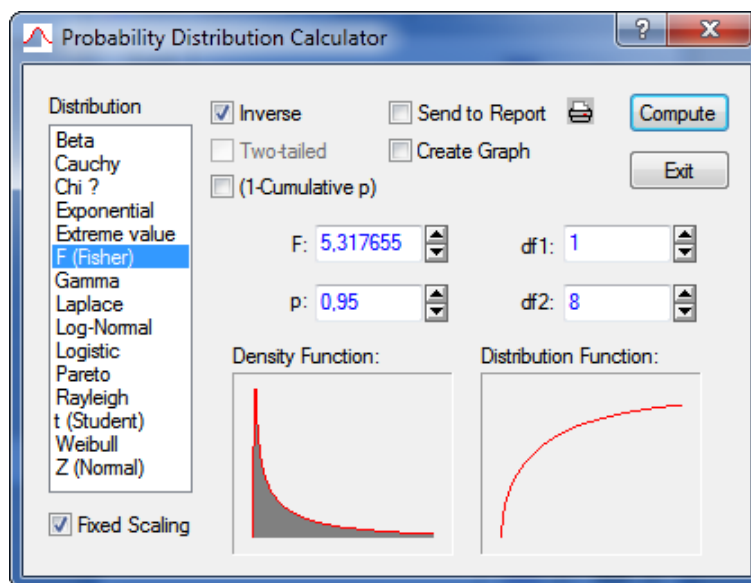 Probability Distribution Calculator
?
X
Distribution
Beta
Cauchy
Chi ?
Exponential
Extreme value
F (Fisher)
Gamma
Laplace
Log-Normal
Logistic
Pareto
Rayleigh
t (Student)
Weibull
Z (Normal)
Fixed Scaling
Inverse
Two-tailed
(1-Cumulative p)
Send to Report
Create Graph
Compute
Exit
F: 5,317655
df1: 1
p: 0,95
df2: 8
Density Function:
Distribution Function: